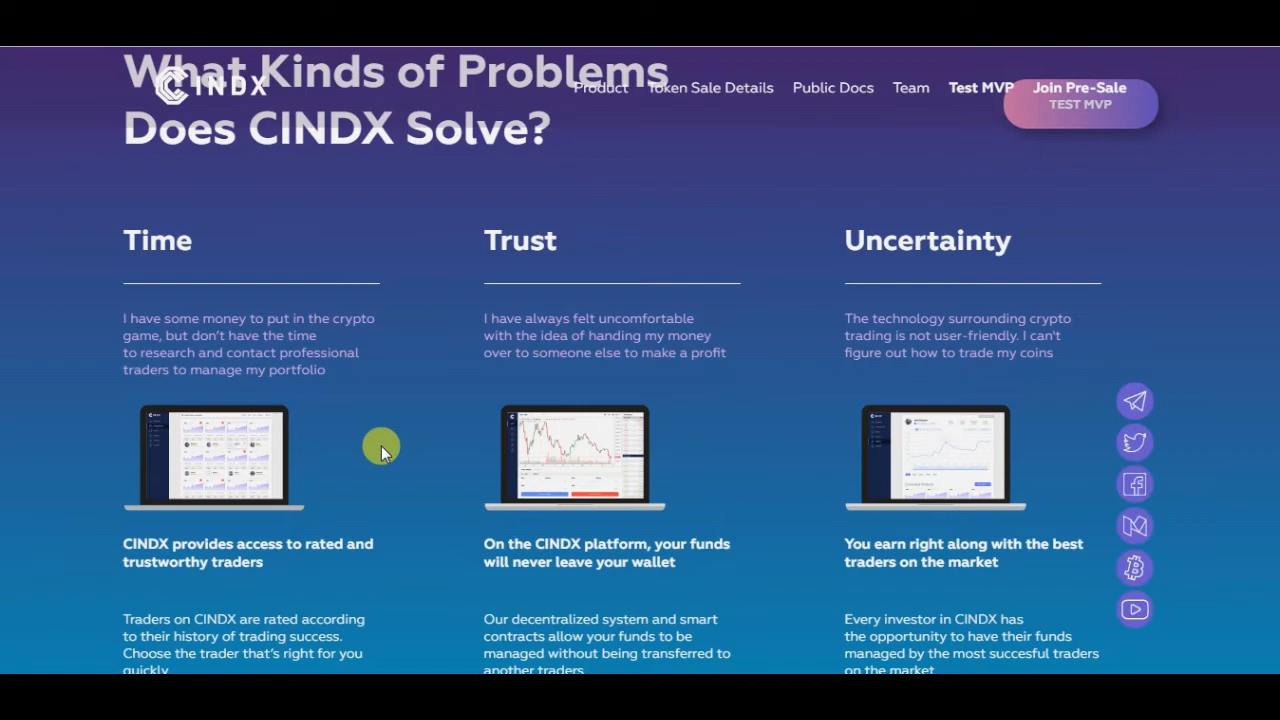 What Kinds of Problems
Does CINDX Solve?
CINDX
Product Token Sale Details Public Docs Team Test MVP Join Pre-Sale
TEST MVP
Time
Trust
Uncertainty
I have some money to put in the crypto
game, but don't have the time
to research and contact professional
traders to manage my portfolio
I have always felt uncomfortable
with the idea of handing my money
over to someone else to make a profit
The technology surrounding crypto
trading is not user-friendly. I can't
figure out how to trade my coins
CINDX provides access to rated and
trustworthy traders
On the CINDX platform, your funds
will never leave your wallet
You earn right along with the best
traders on the market
Traders on CINDX are rated according
to their history of trading success.
Choose the trader that's right for you
quickly
Our decentralized system and smart
contracts allow your funds to be
managed without being transferred to
another traders
Every investor in CINDX has
the opportunity to have their funds
managed by the most succesful traders
on the market